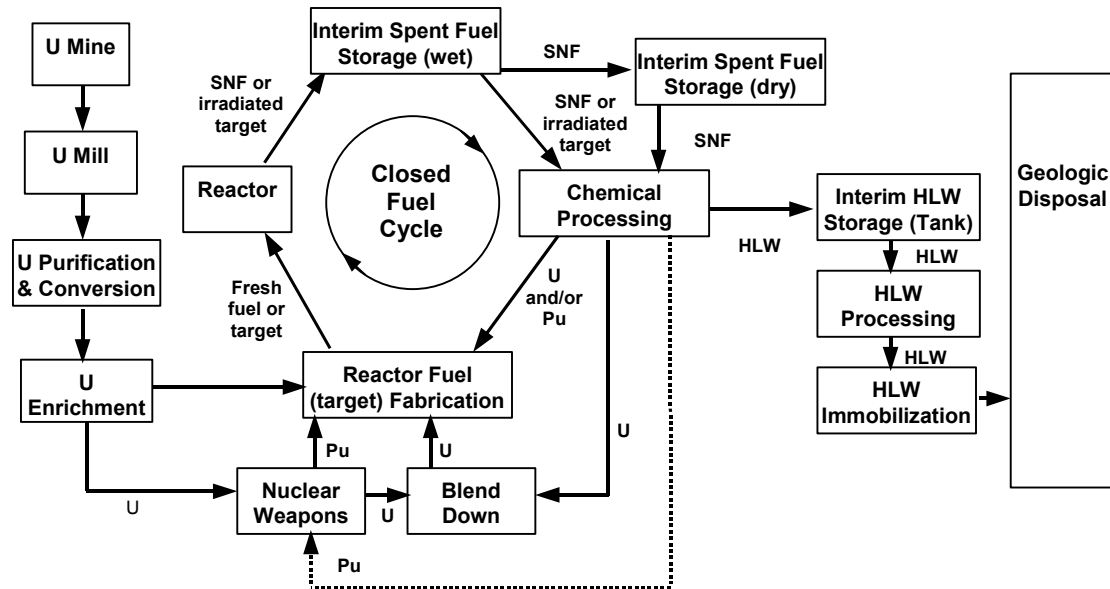 U Mine
U Mill
U Purification
& Conversion
U
Enrichment
U
Interim Spent Fuel
Storage (wet)
SNF
Interim Spent Fuel
Storage (dry)
SNF or
irradiated
target
SNF or
irradiated
target
SNF
Reactor
Closed
Fuel
Cycle
Chemical
Processing
Fresh
fuel or
target
U
and/or
Pu
Reactor Fuel
(target) Fabrication
Pu
U
U
Nuclear
Weapons
U
Blend
Down
Pu
HLW
Interim HLW
Storage (Tank)
HLW
HLW
Processing
HLW
HLW
Immobilization
Geologic
Disposal